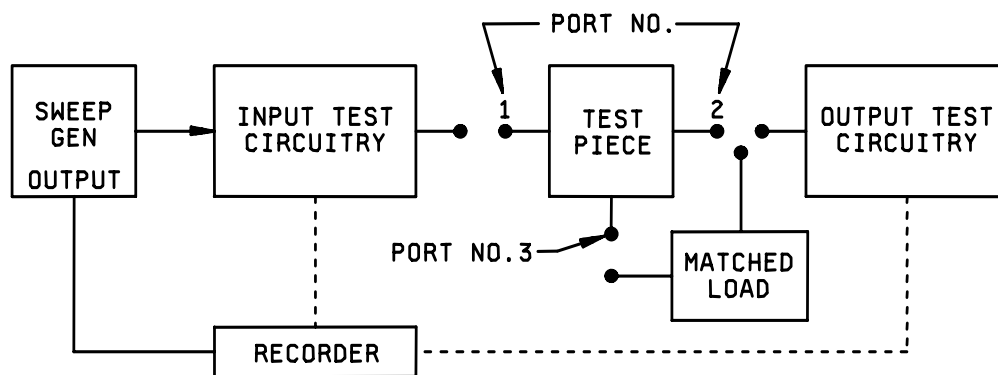 PORT NO.
SWEEP
GEN
OUTPUT
INPUT TEST
CIRCUITRY
1
TEST
PIECE
2
OUTPUT TEST
CIRCUITRY
PORT NO.3
MATCHED
LOAD
RECORDER